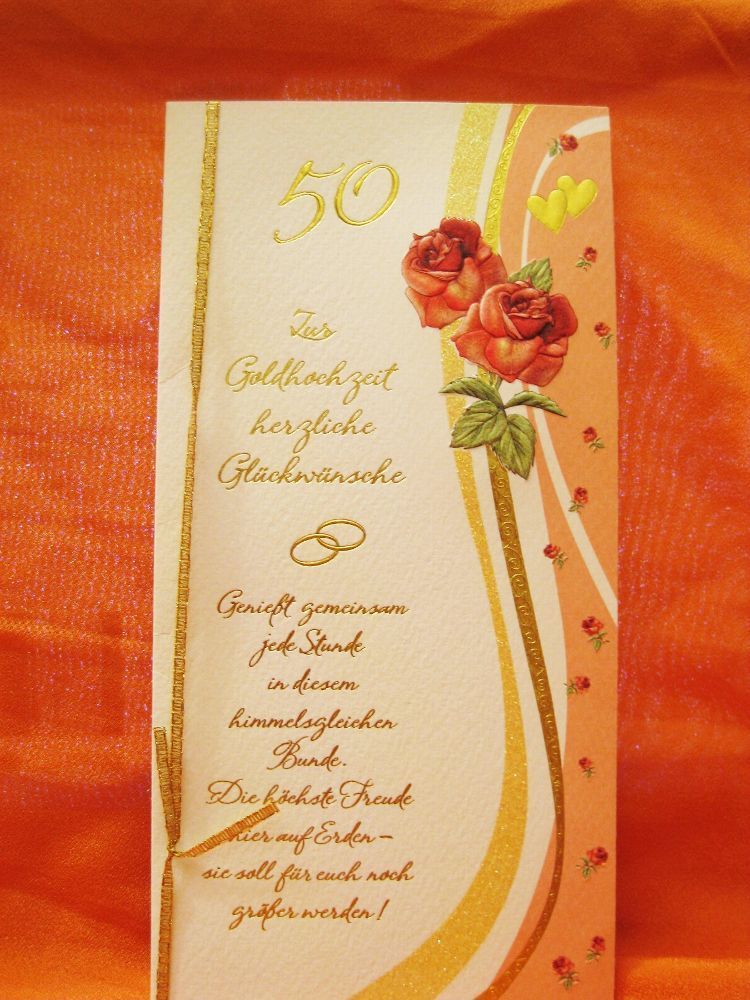 50
Zur
Goldhochzeit
herzliche
Glückwünsche
Genießt gemeinsam
jede Stunde
in diesem
himmelsgleichen
Bunde.
Die höchste Freude
hier auf Erden –
sie soll für euch noch
größer werden!